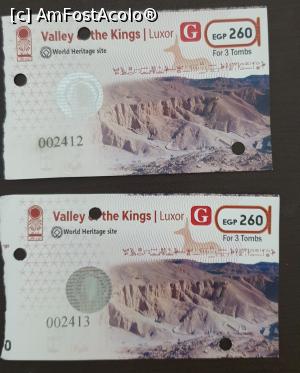 [c] AmFostAcolo®
Valley of the Kings | Luxor
G
EGP 260
For 3 Tombs
World Heritage site
002412
Valley the Kings | Luxor
G
EGP 260
For 3 Tombs
World Heritage site
002413
0